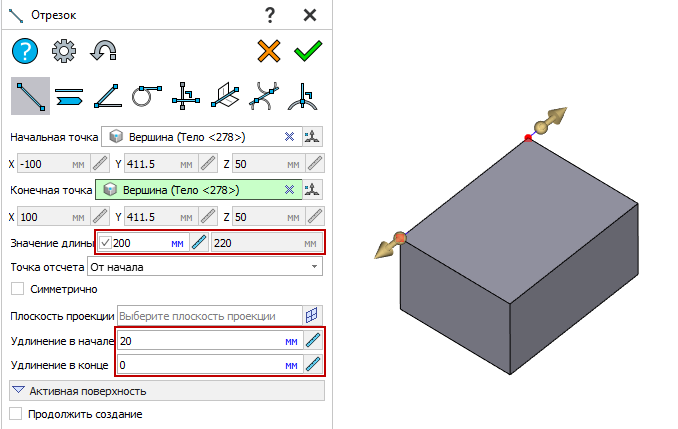 Отрезок ? ×
?
Начальная точка Вершина (Тело <278>)
X -100 мм Y 411.5 мм Z 50 мм
Конечная точка Вершина (Тело <278>)
X 100 мм Y 411.5 мм Z 50 мм
Значение длины 200 мм 220 мм
Точка отсчета От начала
Симметрично
Плоскость проекции Выберите плоскость проекции
Удлинение в начале 20 мм
Удлинение в конце 0 мм
Активная поверхность
Продолжить создание